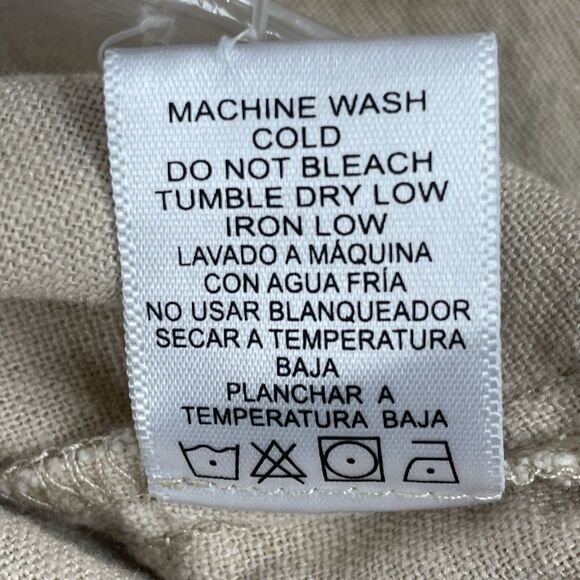 MACHINE WASH
COLD
DO NOT BLEACH
TUMBLE DRY LOW
IRON LOW
LAVADO A MÁQUINA
CON AGUA FRÍA
NO USAR BLANQUEADOR
SECAR A TEMPERATURA
BAJA
PLANCHAR A
TEMPERATURA BAJA